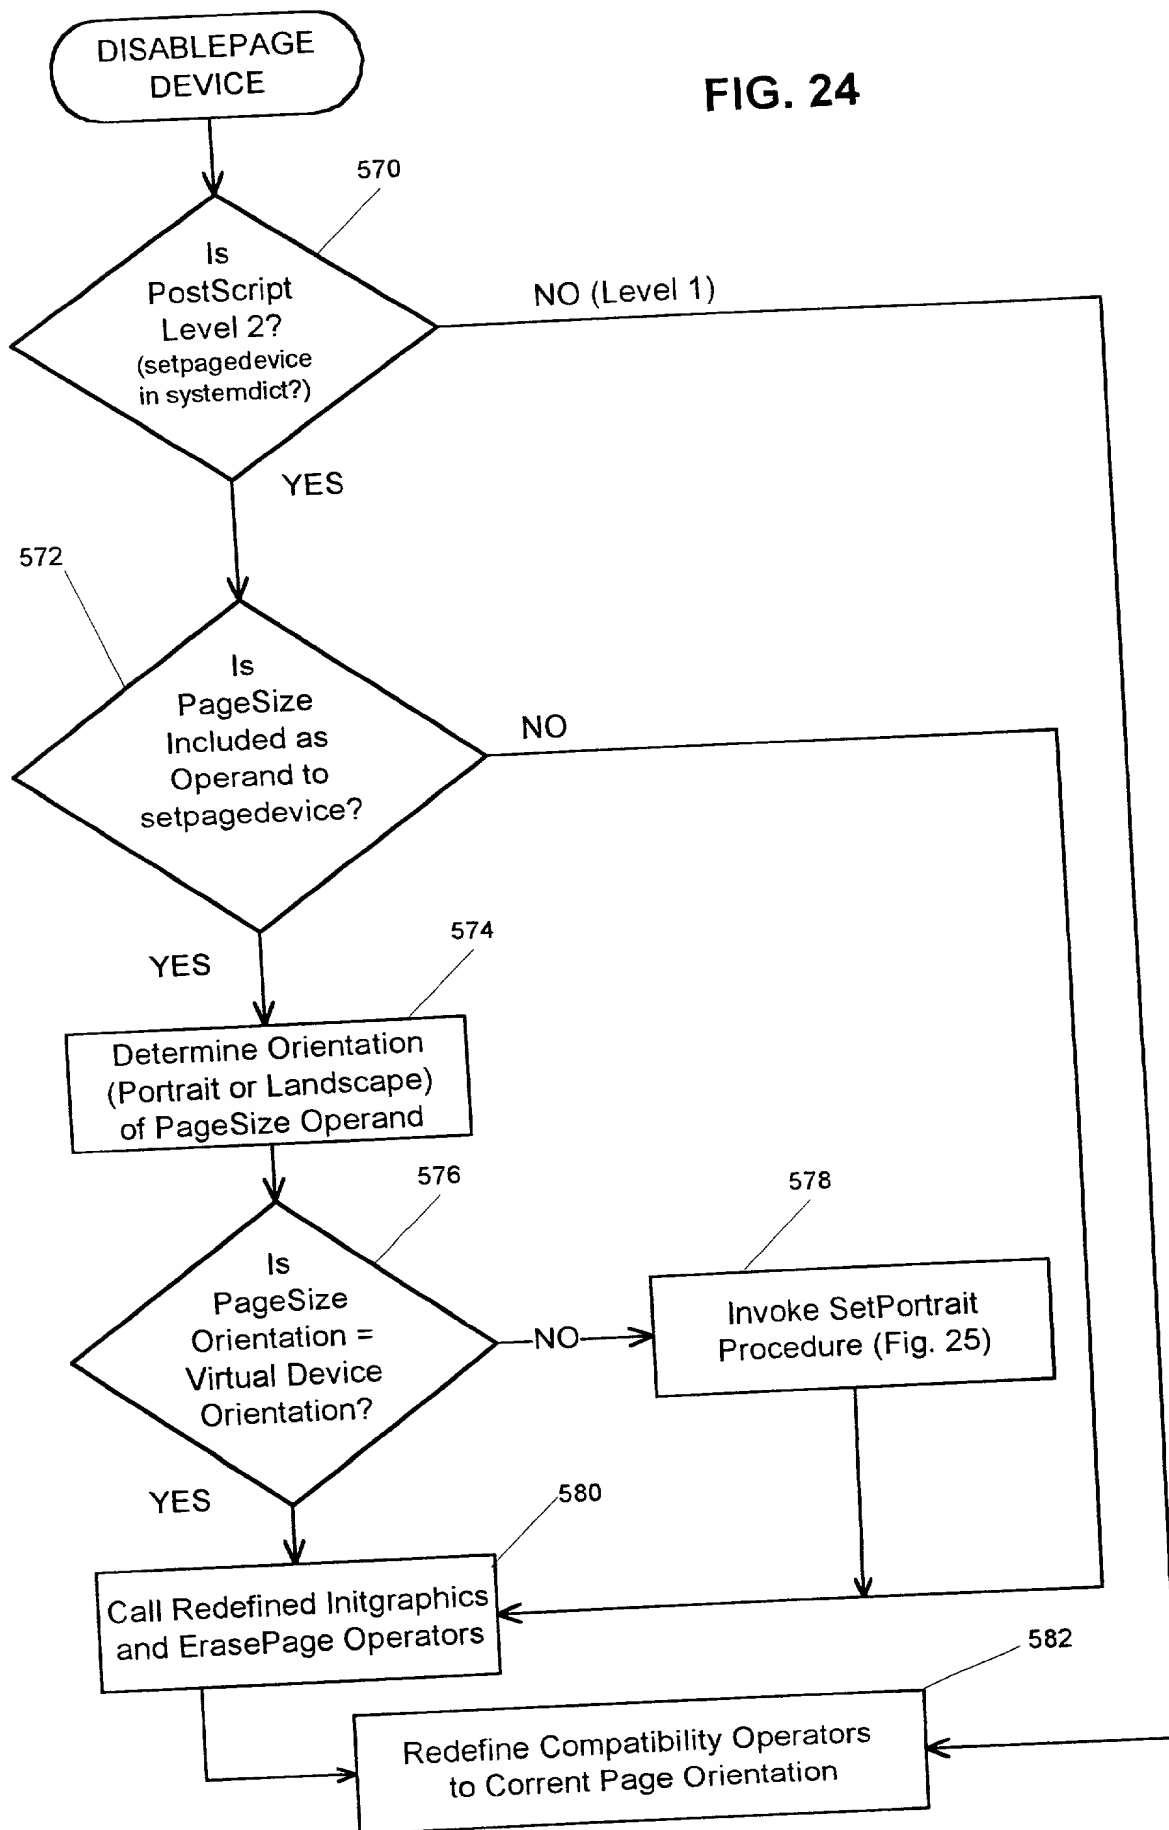 DISABLEPAGE
DEVICE
FIG. 24
570
Is
PostScript
Level 2?
(setpagedevice
in systemdict?)
NO (Level 1)
YES
572
Is
PageSize
Included as
Operand to
setpagedevice?
NO
YES
574
Determine Orientation
(Portrait or Landscape)
of PageSize Operand
576
Is
PageSize
Orientation =
Virtual Device
Orientation?
NO
578
Invoke SetPortrait
Procedure (Fig. 25)
YES
580
Call Redefined Initgraphics
and ErasePage Operators
582
Redefine Compatibility Operators
to Corrent Page Orientation